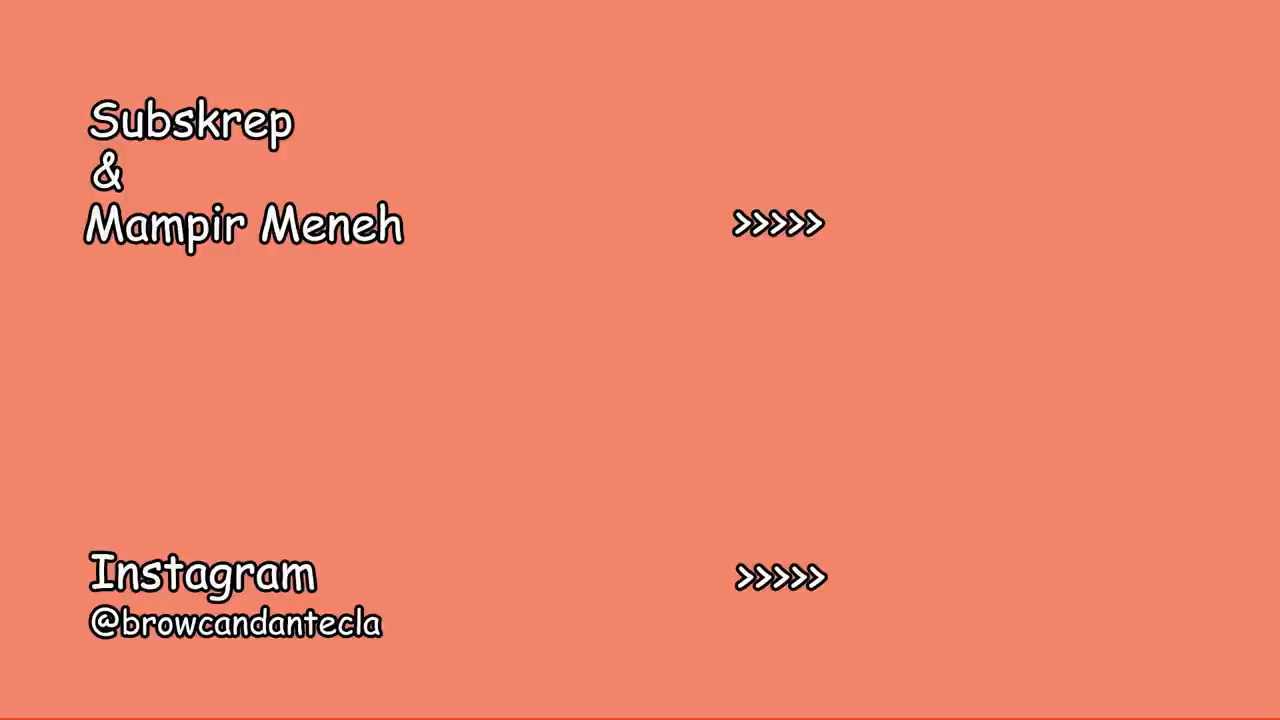 Subskrep
&
Mampir Meneh
>>>>>
Instagram
>>>>>
@browcandantecla